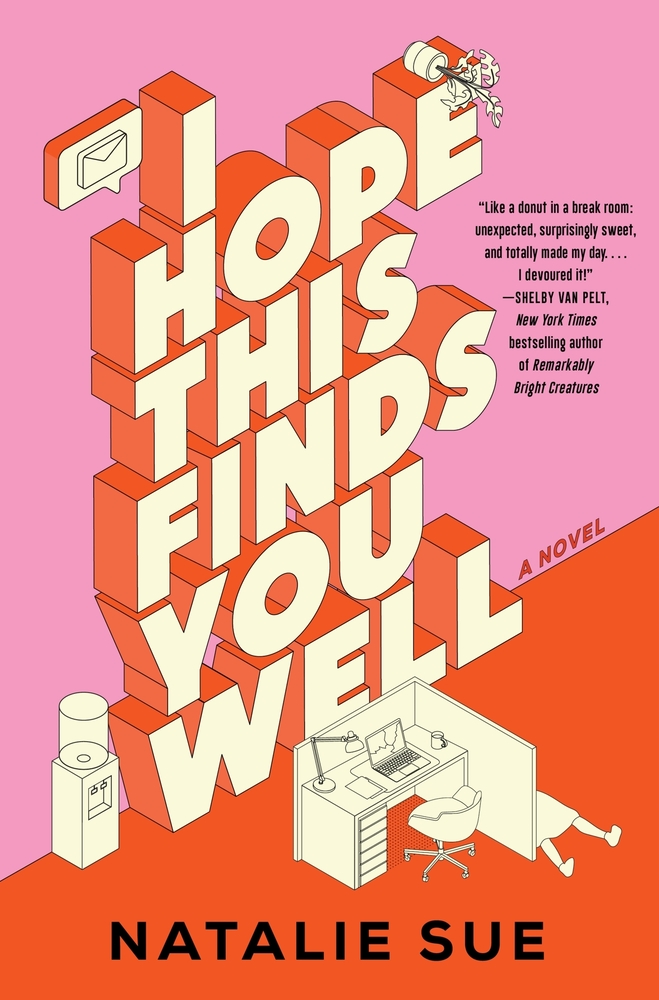 I
HOPE
THIS
FINDS
YOU
WELL
“Like a donut in a break room:
unexpected, surprisingly sweet,
and totally made my day. . . .
I devoured it!”
—SHELBY VAN PELT,
New York Times
bestselling author
of Remarkably
Bright Creatures
A NOVEL
NATALIE SUE